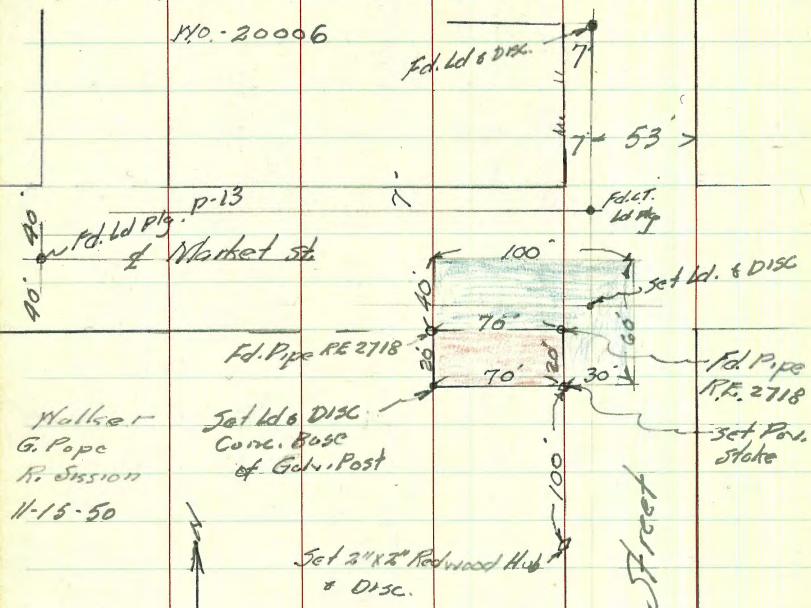 W.O. - 20006
Fd. Ld & Disc.
7'
7'
53'
7'
p-13
Fd. Ld Plg.
Fd. L.T.
Ld Plg
40' 40'
℄ Market St.
100'
set Ld. & DISC
40'
70'
60'
Fd. Pipe RE 2718
20'
20'
70'
30'
Fd. Pipe
R.E. 2718
Set Ld & DISC
Conc. Base
of Galv. Post
set Pav.
Stake
Walker
G. Pope
R. Sission
11-15-50
100'
N
Street
Set 2" x 2" Redwood Hub
& Disc.